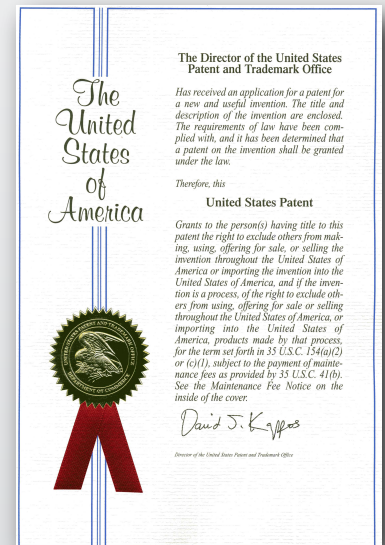 The
United
States
of
America
The Director of the United States
Patent and Trademark Office
Has received an application for a patent for
a new and useful invention. The title and
description of the invention are enclosed.
The requirements of law have been com-
plied with, and it has been determined that
a patent on the invention shall be granted
under the law.
Therefore, this
United States Patent
Grants to the person(s) having title to this
patent the right to exclude others from mak-
ing, using, offering for sale, or selling the
invention throughout the United States of
America or importing the invention into the
United States of America, and if the inven-
tion is a process, of the right to exclude oth-
ers from using, offering for sale or selling
throughout the United States of America, or
importing into the United States of
America, products made by that process,
for the term set forth in 35 U.S.C. 154(a)(2)
or (c)(1), subject to the payment of mainte-
nance fees as provided by 35 U.S.C. 41(b).
See the Maintenance Fee Notice on the
inside of the cover.
David J. Kappos
Director of the United States Patent and Trademark Office
PATENT AND TRADEMARK OFFICE
DEPARTMENT OF COMMERCE